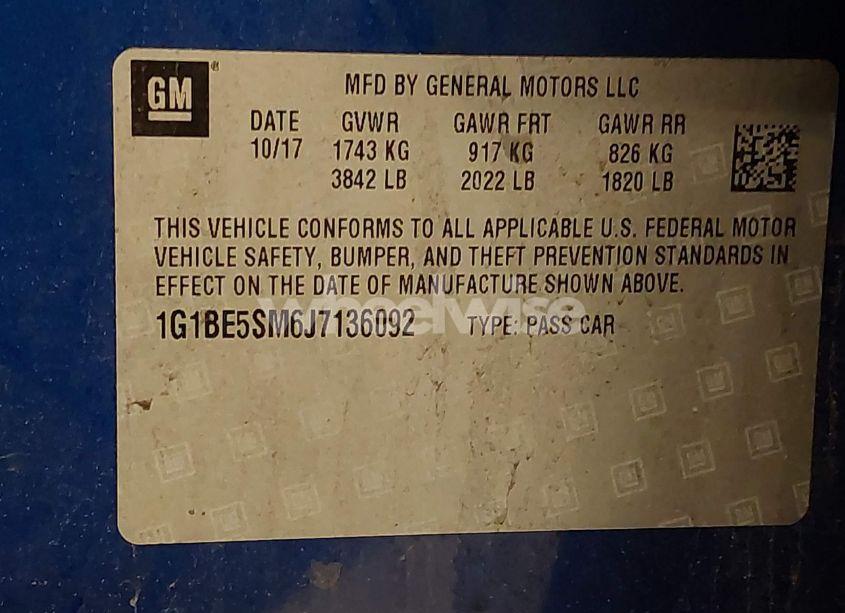 GM
MFD BY GENERAL MOTORS LLC
DATE GVWR GAWR FRT GAWR RR
10/17 1743 KG 917 KG 826 KG
3842 LB 2022 LB 1820 LB
THIS VEHICLE CONFORMS TO ALL APPLICABLE U.S. FEDERAL MOTOR
VEHICLE SAFETY, BUMPER, AND THEFT PREVENTION STANDARDS IN
EFFECT ON THE DATE OF MANUFACTURE SHOWN ABOVE.
wheelwise
1G1BE5SM6J7136092 TYPE: PASS CAR